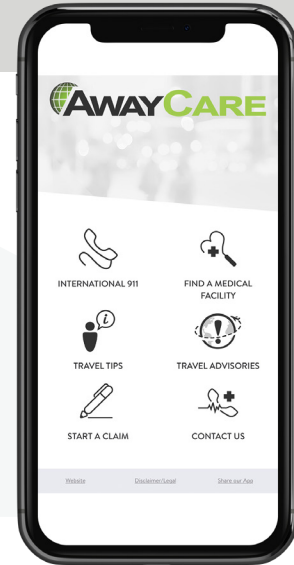 AWAYCARE
INTERNATIONAL 911
FIND A MEDICAL
FACILITY
i
TRAVEL TIPS
TRAVEL ADVISORIES
START A CLAIM
CONTACT US
Website Disclaimer/Legal Share our App